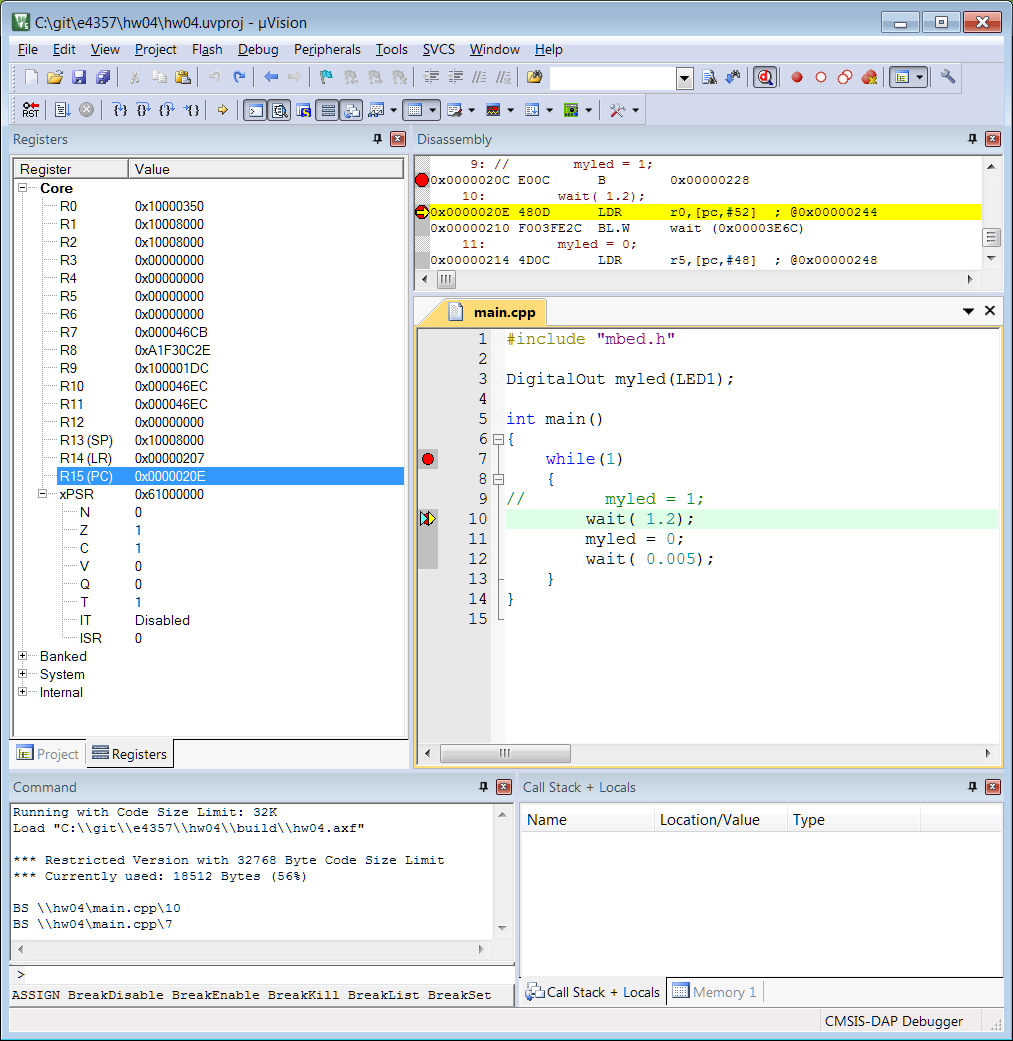 C:\git\e4357\hw04\hw04.uvproj - µVision
File Edit View Project Flash Debug Peripherals Tools SVCS Window Help
RST
Registers
Register Value
Core
R0 0x10000350
R1 0x10008000
R2 0x10008000
R3 0x00000000
R4 0x00000000
R5 0x00000000
R6 0x00000000
R7 0x000046CB
R8 0xA1F30C2E
R9 0x100001DC
R10 0x000046EC
R11 0x000046EC
R12 0x00000000
R13 (SP) 0x10008000
R14 (LR) 0x00000207
R15 (PC) 0x0000020E
xPSR 0x61000000
N 0
Z 1
C 1
V 0
Q 0
T 1
IT Disabled
ISR 0
Banked
System
Internal
Project Registers
Disassembly
9: // myled = 1;
0x0000020C E00C B 0x00000228
10: wait( 1.2);
0x0000020E 480D LDR r0,[pc,#52] ; @0x00000244
0x00000210 F003FE2C BL.W wait (0x00003E6C)
11: myled = 0;
0x00000214 4D0C LDR r5,[pc,#48] ; @0x00000248
main.cpp
1 #include "mbed.h"
2
3 DigitalOut myled(LED1);
4
5 int main()
6 {
7 while(1)
8 {
9 // myled = 1;
10 wait( 1.2);
11 myled = 0;
12 wait( 0.005);
13 }
14 }
15
Command
Running with Code Size Limit: 32K
Load "C:\\git\\e4357\\hw04\\build\\hw04.axf"
*** Restricted Version with 32768 Byte Code Size Limit
*** Currently used: 18512 Bytes (56%)
BS \\hw04\main.cpp\10
BS \\hw04\main.cpp\7
>
ASSIGN BreakDisable BreakEnable BreakKill BreakList BreakSet
Call Stack + Locals
Name Location/Value Type
Call Stack + Locals Memory 1
CMSIS-DAP Debugger